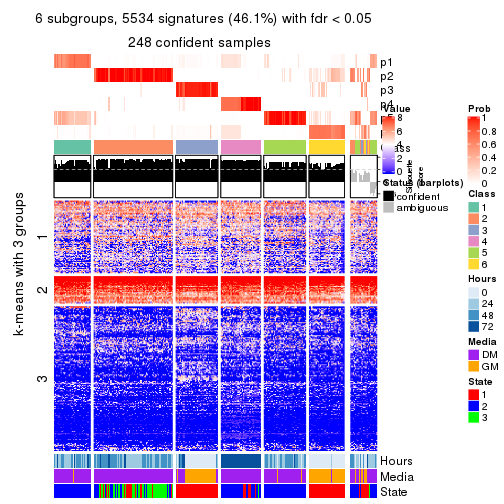 6 subgroups, 5534 signatures (46.1%) with fdr < 0.05
248 confident samples
p1
p2
p3
p4
Value
8
6
4
2
0
Prob
1
0.8
0.6
0.4
0.2
0
Silhouette
score
Status (barplots)
confident
ambiguous
Class
1
2
3
4
5
6
k-means with 3 groups
1
2
3
Hours
0
24
48
72
Media
DM
GM
State
1
2
3
Hours
Media
State